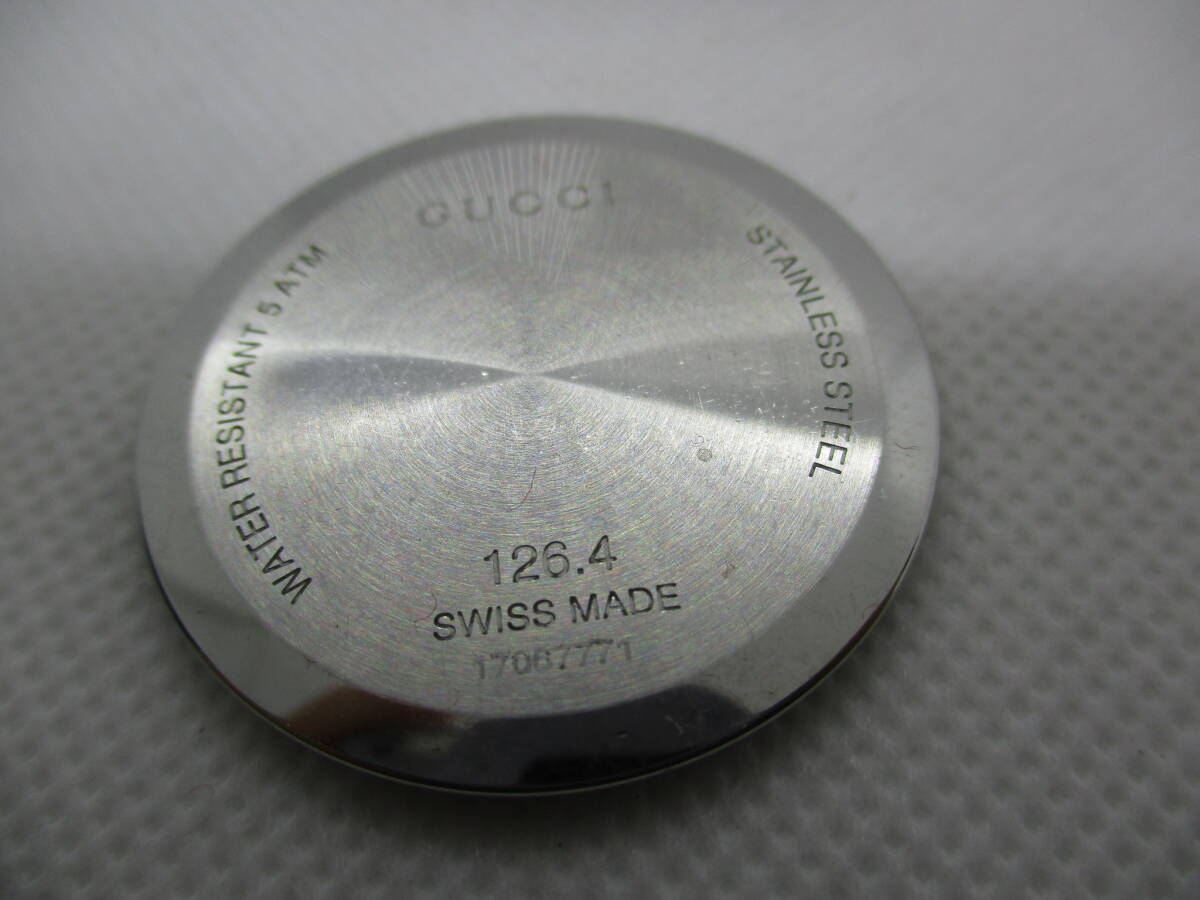 GUCCI
WATER RESISTANT 5 ATM
STAINLESS STEEL
126.4
SWISS MADE
17067771